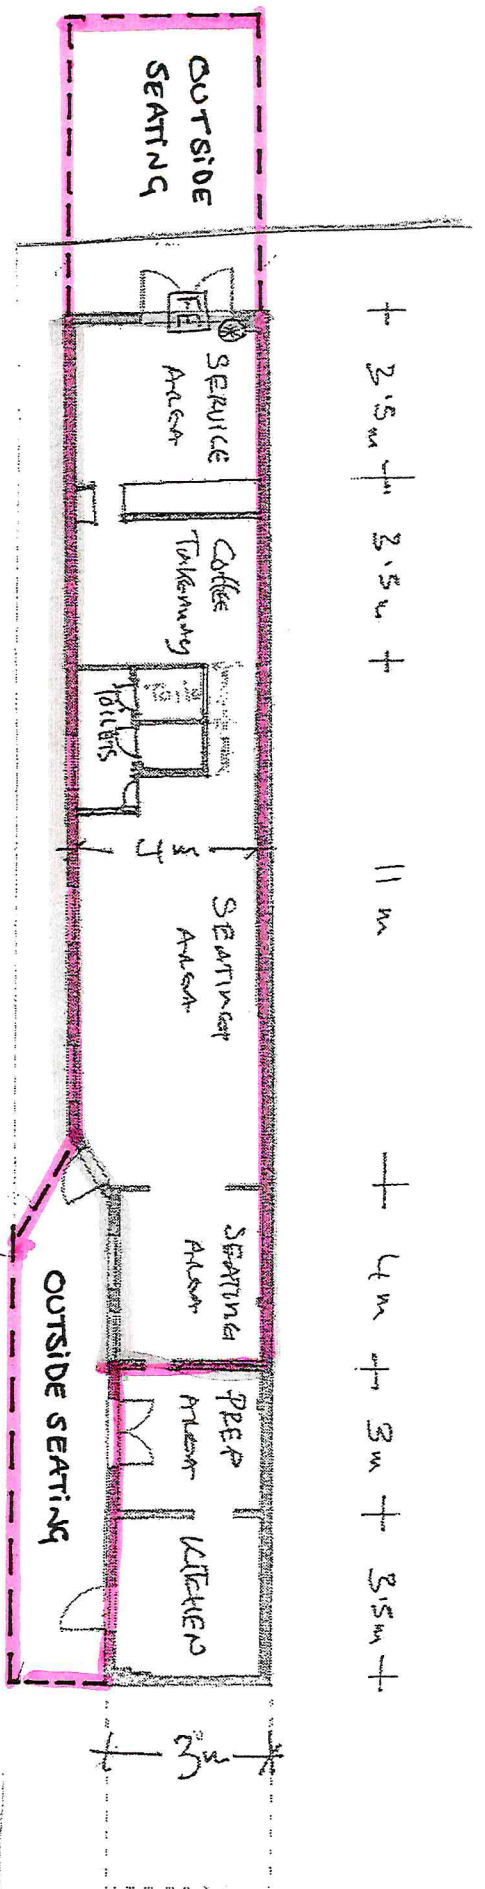 OUTSIDE
SEATING
FE
SERVICE
AREA
Coffee
Takeaway
TOILETS
4m
SEATING
AREA
SEATING
AREA
OUTSIDE SEATING
PREP
AREA
KITCHEN
3.5m
3.5m
11m
4m
3m
3.5m
3m